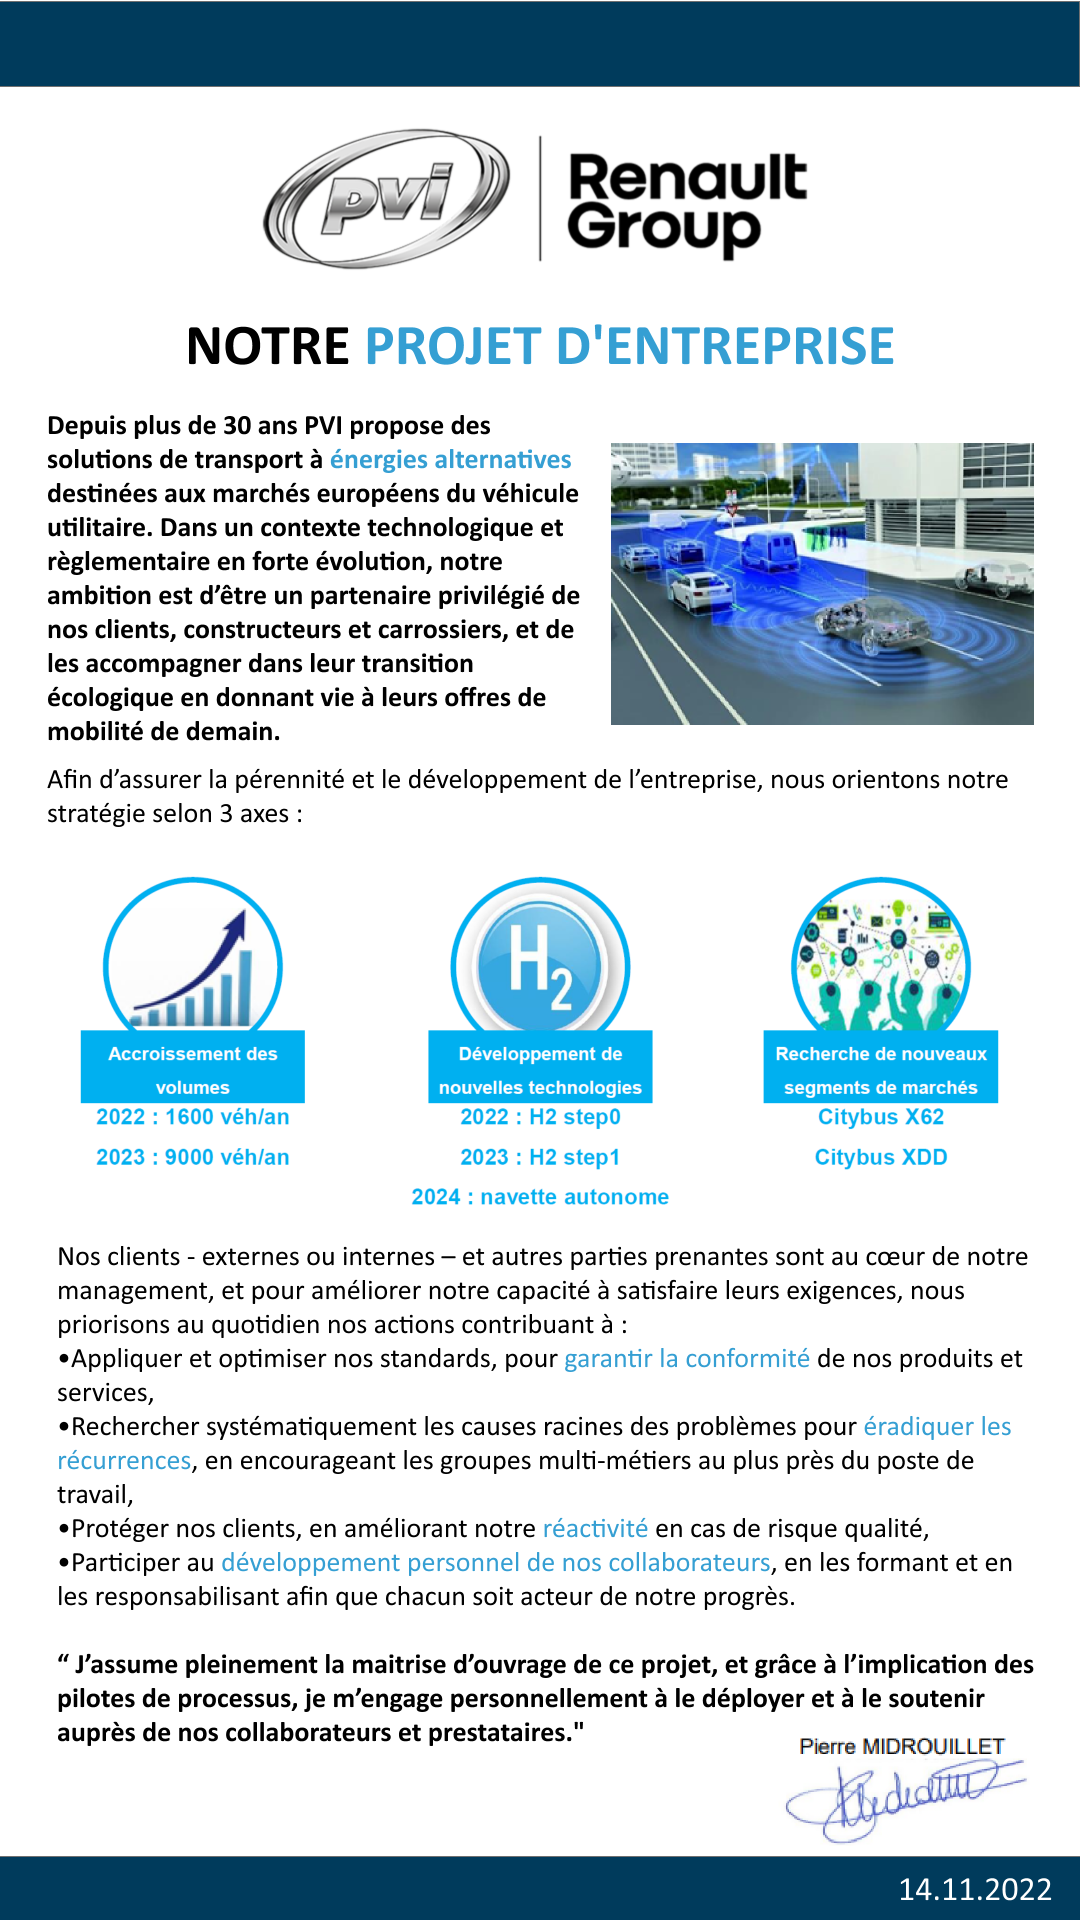 pvi
Renault
Group
NOTRE PROJET D'ENTREPRISE
Depuis plus de 30 ans PVI propose des
solutions de transport à énergies alternatives
destinées aux marchés européens du véhicule
utilitaire. Dans un contexte technologique et
règlementaire en forte évolution, notre
ambition est d’être un partenaire privilégié de
nos clients, constructeurs et carrossiers, et de
les accompagner dans leur transition
écologique en donnant vie à leurs offres de
mobilité de demain.
Afin d’assurer la pérennité et le développement de l’entreprise, nous orientons notre
stratégie selon 3 axes :
Accroissement des
volumes
2022 : 1600 véh/an
2023 : 9000 véh/an
H2
Développement de
nouvelles technologies
2022 : H2 step0
2023 : H2 step1
2024 : navette autonome
Recherche de nouveaux
segments de marchés
Citybus X62
Citybus XDD
Nos clients - externes ou internes – et autres parties prenantes sont au cœur de notre
management, et pour améliorer notre capacité à satisfaire leurs exigences, nous
priorisons au quotidien nos actions contribuant à :
•Appliquer et optimiser nos standards, pour garantir la conformité de nos produits et
services,
•Rechercher systématiquement les causes racines des problèmes pour éradiquer les
récurrences, en encourageant les groupes multi-métiers au plus près du poste de
travail,
•Protéger nos clients, en améliorant notre réactivité en cas de risque qualité,
•Participer au développement personnel de nos collaborateurs, en les formant et en
les responsabilisant afin que chacun soit acteur de notre progrès.
“ J’assume pleinement la maitrise d’ouvrage de ce projet, et grâce à l’implication des
pilotes de processus, je m’engage personnellement à le déployer et à le soutenir
auprès de nos collaborateurs et prestataires."
Pierre MIDROUILLET
14.11.2022